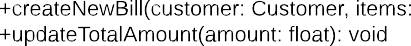 +createNewBill(customer: Customer, items:
+updateTotalAmount(amount: float): void